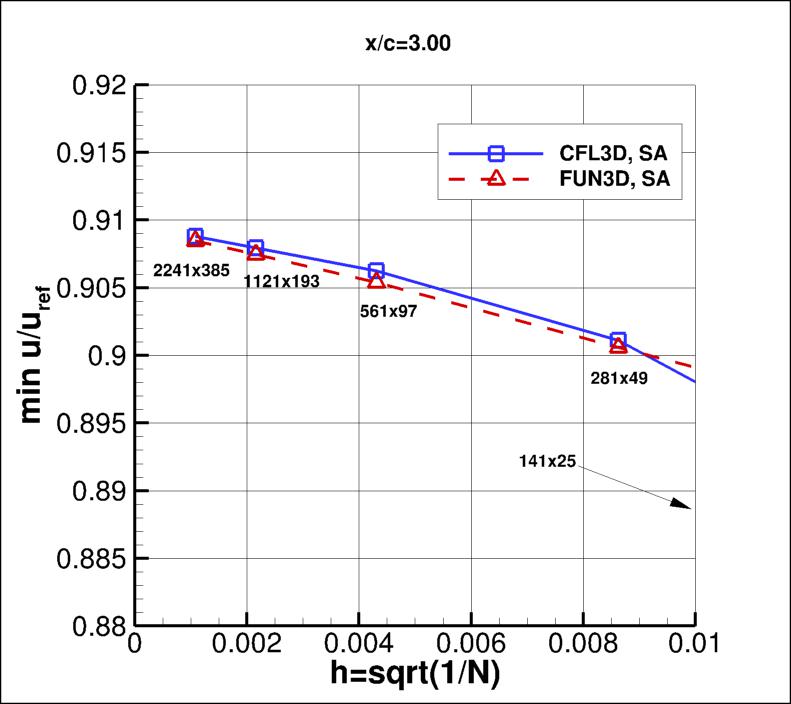 x/c=3.00
0.92
0.915
0.91
0.905
0.9
0.895
0.89
0.885
0.88
min u/u_ref
CFL3D, SA
FUN3D, SA
2241x385
1121x193
561x97
281x49
141x25
0
0.002
0.004
0.006
0.008
0.01
h=sqrt(1/N)